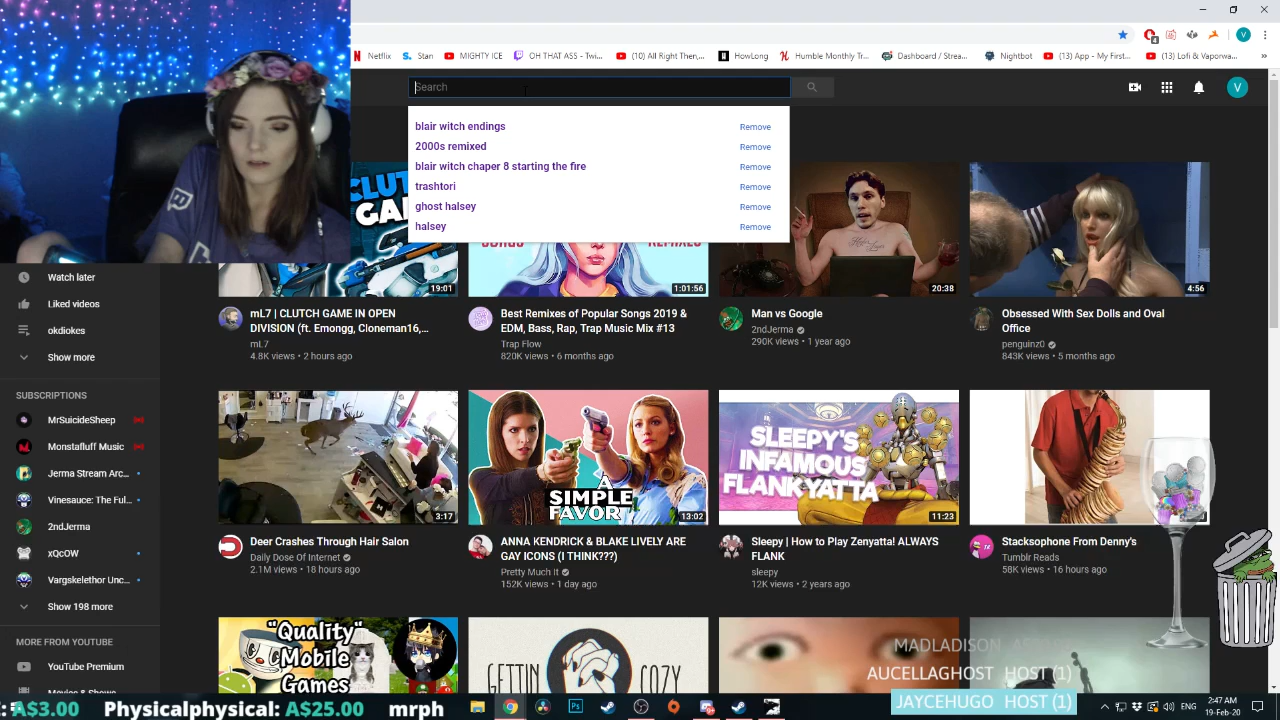 Netflix
Stan
MIGHTY ICE
OH THAT ASS - Twi...
(10) All Right Then,...
HowLong
Humble Monthly Tr...
Dashboard / Strea...
Nightbot
(13) App - My First...
(13) Lofi & Vaporwa...
Search
V
blair witch endings Remove
2000s remixed Remove
blair witch chaper 8 starting the fire Remove
trashtori Remove
ghost halsey Remove
halsey Remove
Watch later
Liked videos
okdiokes
Show more
SUBSCRIPTIONS
MrSuicideSheep
Monstafluff Music
Jerma Stream Arc...
Vinesauce: The Ful...
2ndJerma
xQcOW
Vargskelethor Unc...
Show 198 more
MORE FROM YOUTUBE
YouTube Premium
Movies & Shows
19:01
mL7 | CLUTCH GAME IN OPEN
DIVISION (ft. Emongg, Cloneman16,...
mL7
4.8K views • 2 hours ago
1:01:56
Best Remixes of Popular Songs 2019 &
EDM, Bass, Rap, Trap Music Mix #13
Trap Flow
820K views • 6 months ago
20:38
Man vs Google
2ndJerma
290K views • 1 year ago
4:56
Obsessed With Sex Dolls and Oval
Office
penguinz0
843K views • 5 months ago
3:17
Deer Crashes Through Hair Salon
Daily Dose Of Internet
2.1M views • 18 hours ago
A
SIMPLE
FAVOR
13:02
ANNA KENDRICK & BLAKE LIVELY ARE
GAY ICONS (I THINK???)
Pretty Much It
152K views • 1 day ago
SLEEPY'S
INFAMOUS
FLANKYATTA
11:23
Sleepy | How to Play Zenyatta! ALWAYS
FLANK
sleepy
12K views • 2 years ago
Stacksophone From Denny's
Tumblr Reads
58K views • 16 hours ago
"Quality"
Mobile
Games
GETTIN COZY
MADLADISON
AUCELLAGHOST HOST (1)
JAYCEHUGO HOST (1)
: A$3.00 Physicalphysical: A$25.00 mrph
2:47 AM
19-Feb-20